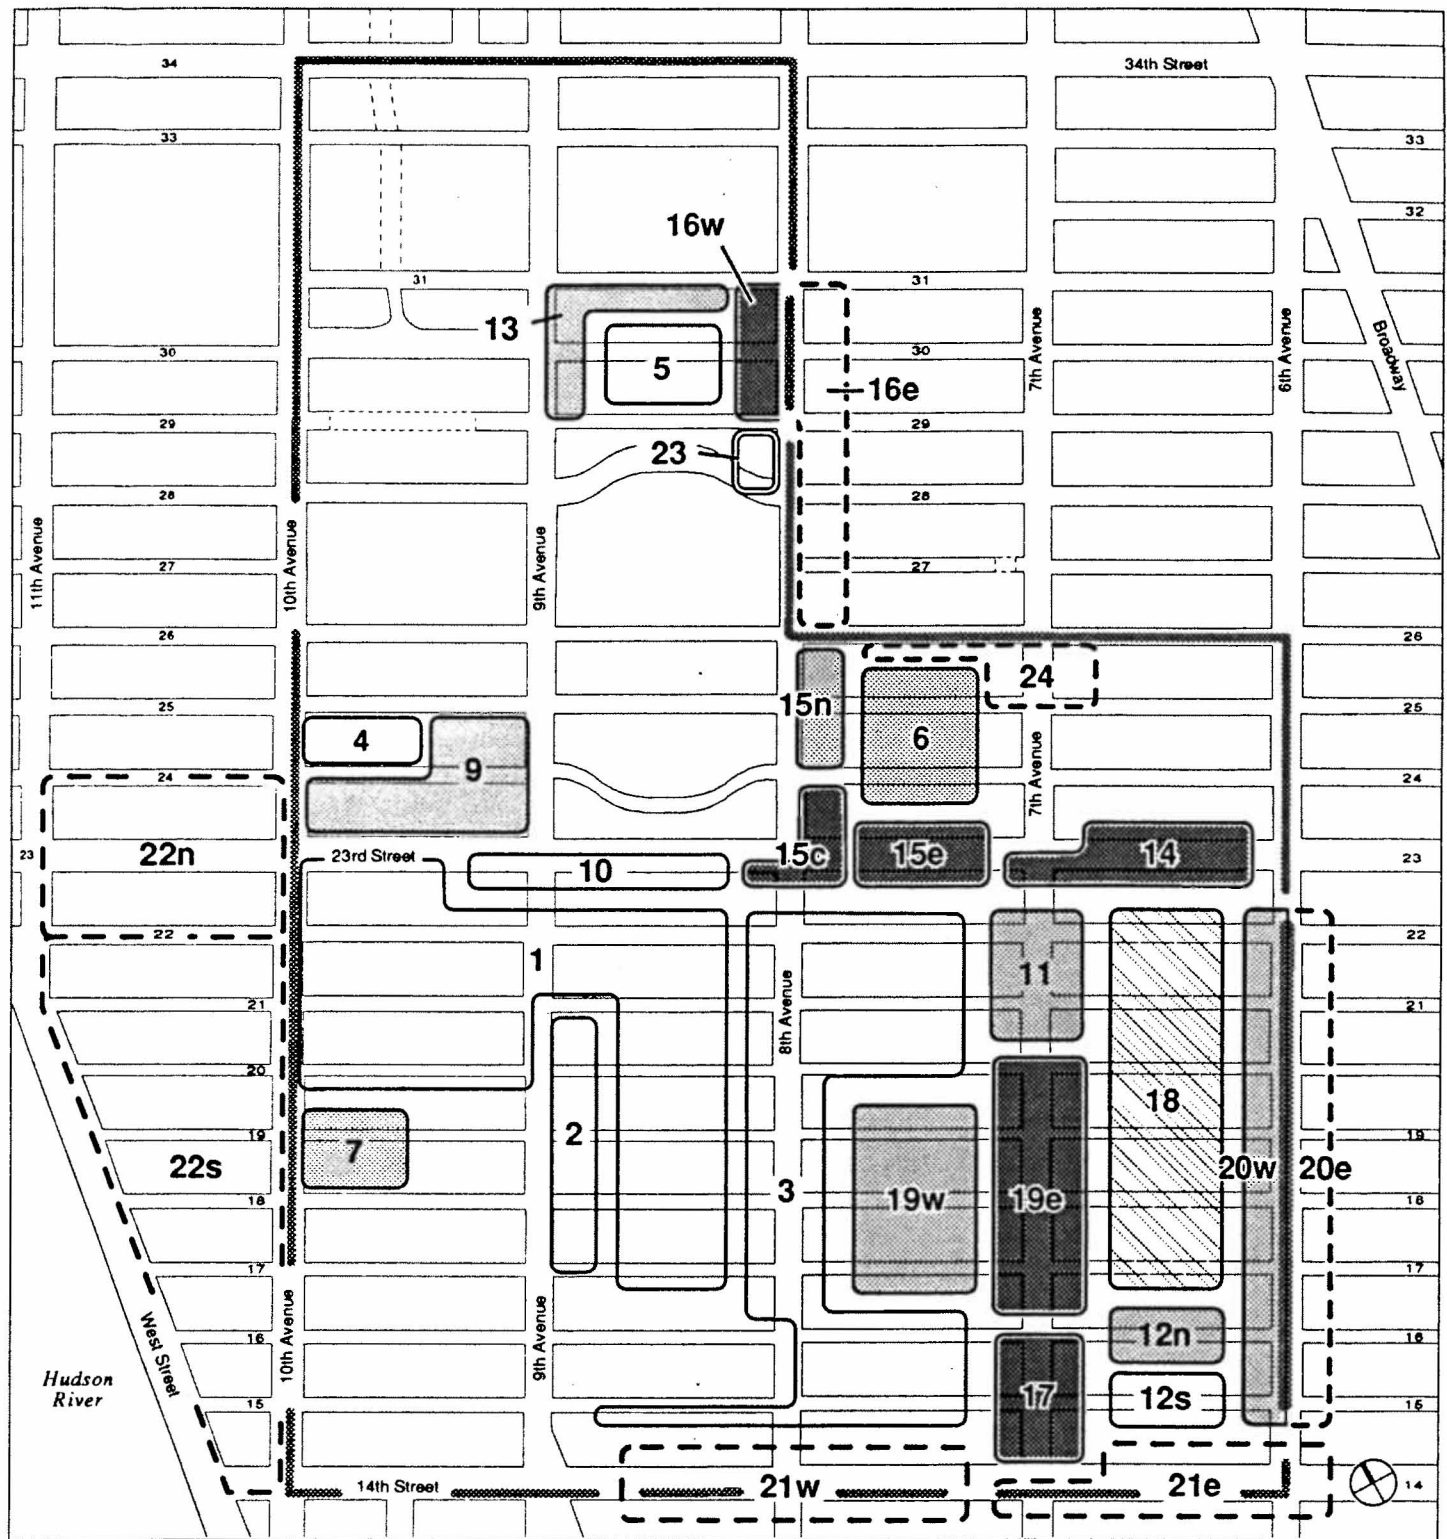 34
34th Street
33
33
32
16w
31
31
13
7th Avenue
6th Avenue
Broadway
30
5
30
16e
29
29
23
28
28
11th Avenue
10th Avenue
9th Avenue
27
27
26
26
24
25
15n
25
4
6
9
7th Avenue
24
24
23
22n
23rd Street
10
15c
15e
14
23
22
22
1
11
21
8th Avenue
21
20
18
19
2
7
19
22s
20w
20e
18
3
19w
19e
18
17
17
West Street
10th Avenue
9th Avenue
16
12n
16
Hudson
River
15
17
12s
15
14th Street
21w
21e
14